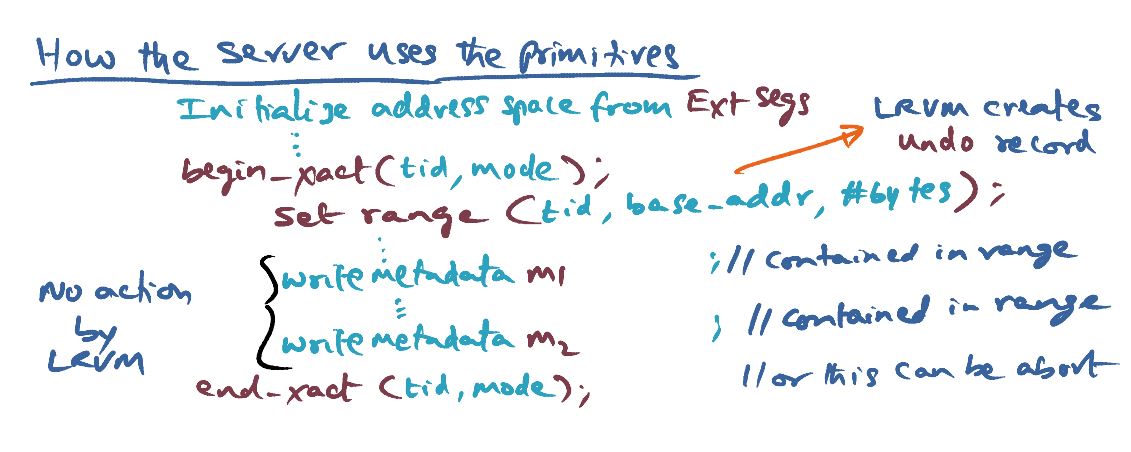 How the server uses the primitives
Initialize address space from Ext segs
LRVM creates
undo record
begin_xact(tid, mode);
set range (tid, base_addr, #bytes);
write metadata m1 ; // contained in range
No action
by
LRVM
write metadata m2 ; // contained in range
end_xact (tid, mode); // or this can be abort